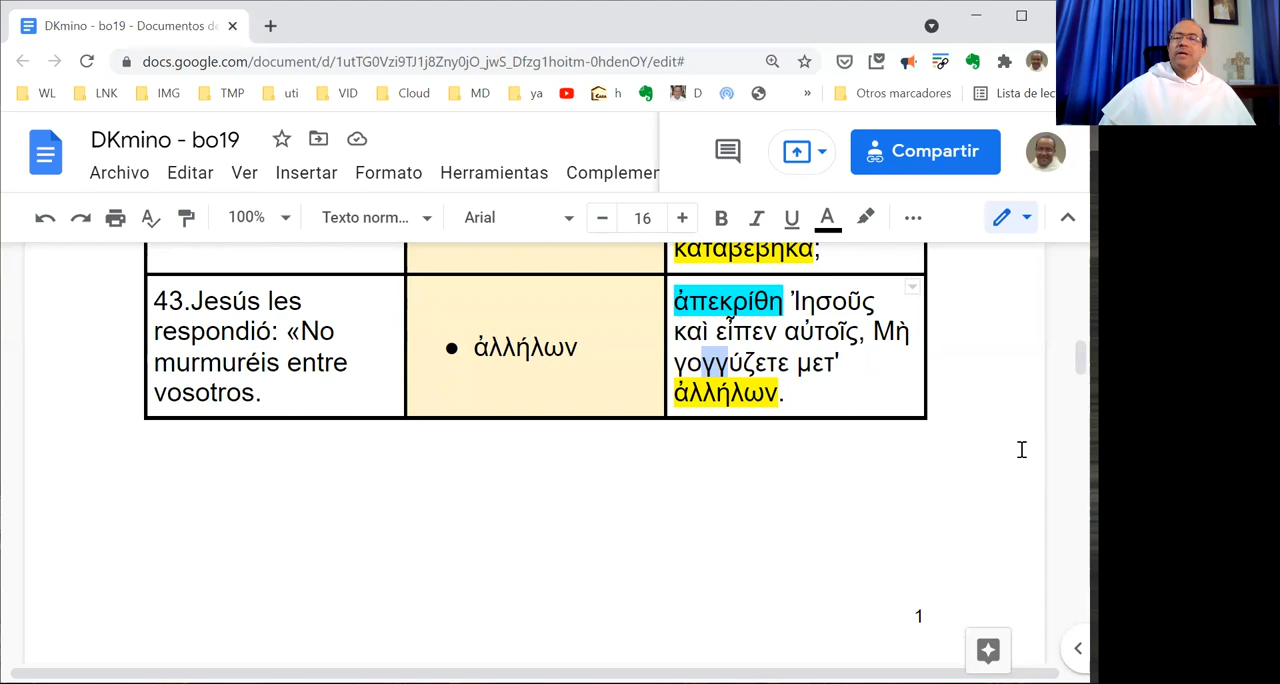 DKmino - bo19 - Documentos de
docs.google.com/document/d/1utTG0Vzi9TJ1j8Zny0jO_jwS_Dfzg1hoitm-0hdenOY/edit#
WL LNK IMG TMP uti VID Cloud MD ya h D » Otros marcadores Lista de lec
DKmino - bo19
Compartir
Archivo Editar Ver Insertar Formato Herramientas Complemen
100% Texto norm... Arial 16 B I U A
καταβέβηκα;
43.Jesús les
respondió: «No
murmuréis entre
vosotros.
● ἀλλήλων
ἀπεκρίθη Ἰησοῦς
καὶ εἶπεν αὐτοῖς, Μὴ
γογγύζετε μετ'
ἀλλήλων.
1